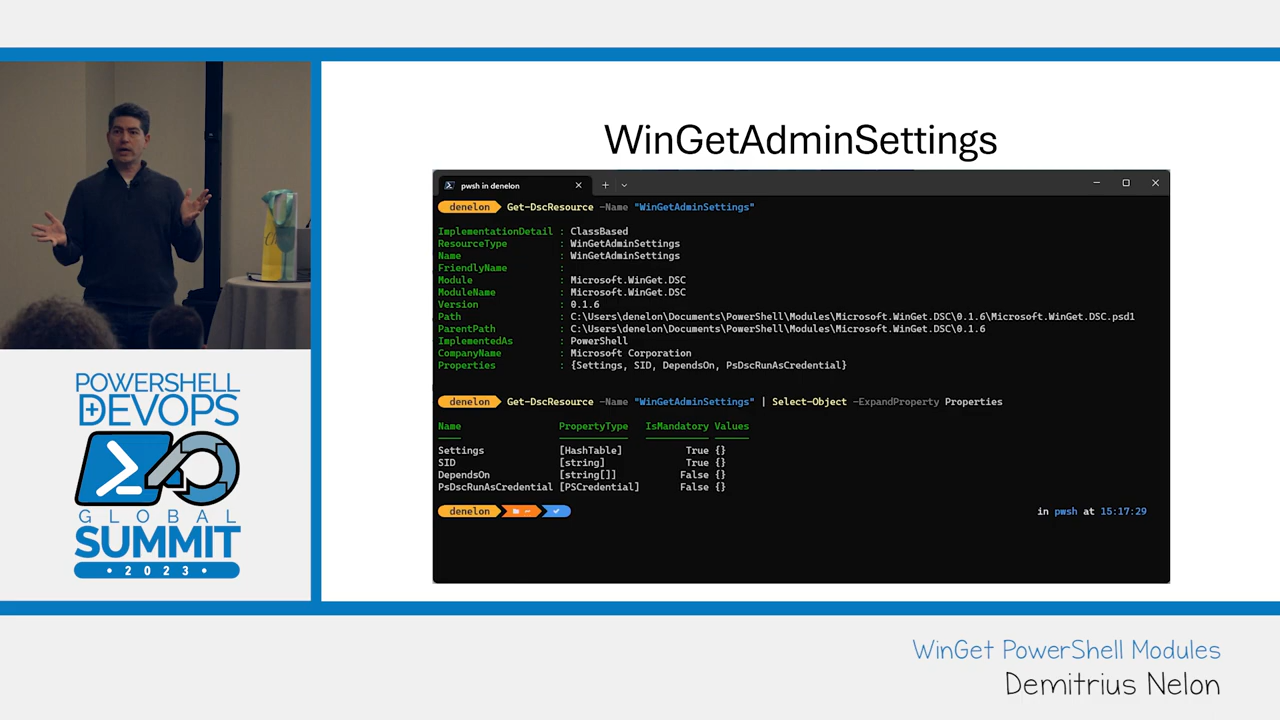 WinGetAdminSettings
pwsh in denelon
denelon Get-DscResource -Name "WinGetAdminSettings"
ImplementationDetail : ClassBased
ResourceType : WinGetAdminSettings
Name : WinGetAdminSettings
FriendlyName :
Module : Microsoft.WinGet.DSC
ModuleName : Microsoft.WinGet.DSC
Version : 0.1.6
Path : C:\Users\denelon\Documents\PowerShell\Modules\Microsoft.WinGet.DSC\0.1.6\Microsoft.WinGet.DSC.psd1
ParentPath : C:\Users\denelon\Documents\PowerShell\Modules\Microsoft.WinGet.DSC\0.1.6
ImplementedAs : PowerShell
CompanyName : Microsoft Corporation
Properties : {Settings, SID, DependsOn, PsDscRunAsCredential}
denelon Get-DscResource -Name "WinGetAdminSettings" | Select-Object -ExpandProperty Properties
Name PropertyType IsMandatory Values
Settings [HashTable] True {}
SID [string] True {}
DependsOn [string[]] False {}
PsDscRunAsCredential [PSCredential] False {}
denelon ~ in pwsh at 15:17:29
POWERSHELL
+DEVOPS
GLOBAL
SUMMIT
• 2023 •
WinGet PowerShell Modules
Demitrius Nelon